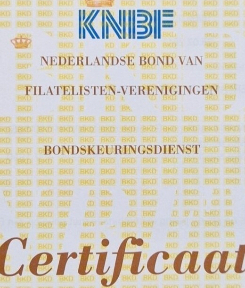 KNBF
NEDERLANDSE BOND VAN
FILATELISTEN-VERENIGINGEN
BONDSKEURINGSDIENST
Certificaat